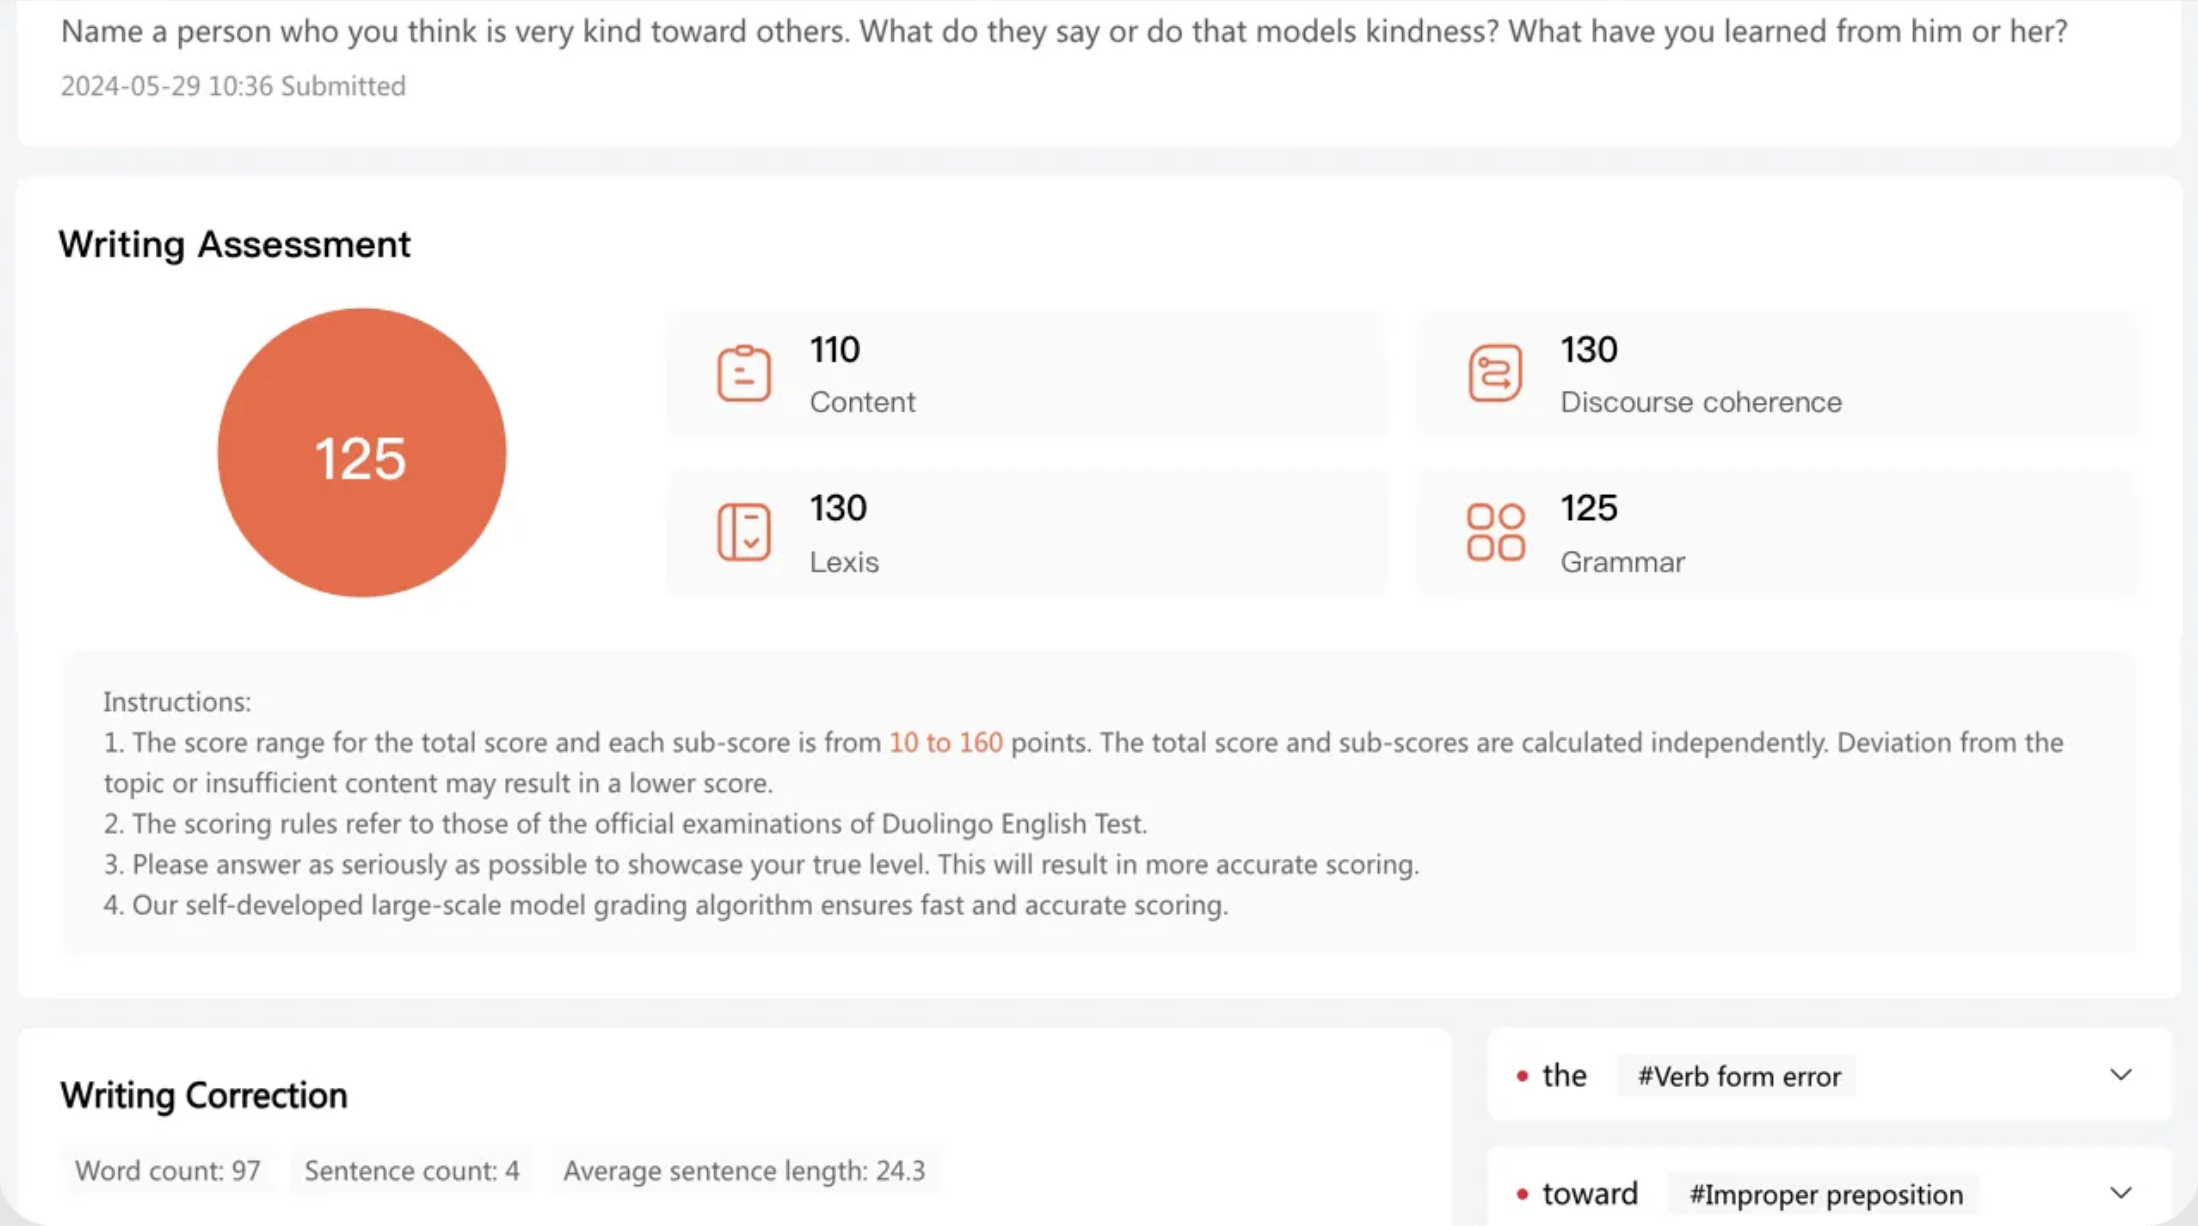 Name a person who you think is very kind toward others. What do they say or do that models kindness? What have you learned from him or her?
2024-05-29 10:36 Submitted
Writing Assessment
125
110
Content
130
Discourse coherence
130
Lexis
125
Grammar
Instructions:
1. The score range for the total score and each sub-score is from 10 to 160 points. The total score and sub-scores are calculated independently. Deviation from the
topic or insufficient content may result in a lower score.
2. The scoring rules refer to those of the official examinations of Duolingo English Test.
3. Please answer as seriously as possible to showcase your true level. This will result in more accurate scoring.
4. Our self-developed large-scale model grading algorithm ensures fast and accurate scoring.
Writing Correction
Word count: 97 Sentence count: 4 Average sentence length: 24.3
the #Verb form error
toward #Improper preposition